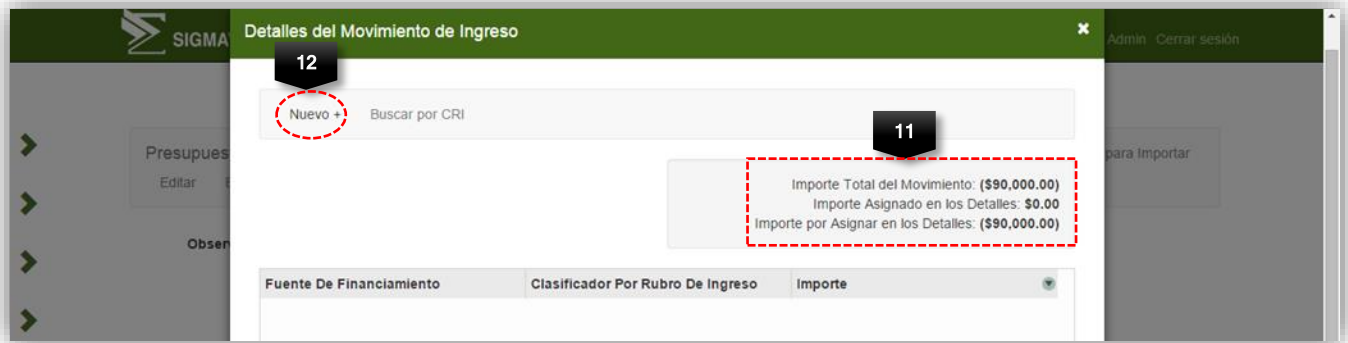 SIGMA
Detalles del Movimiento de Ingreso
Admin Cerrar sesión
12
Nuevo +
Buscar por CRI
11
Presupues
para Importar
Editar
Importe Total del Movimiento: ($90,000.00)
Importe Asignado en los Detalles: $0.00
Importe por Asignar en los Detalles: ($90,000.00)
Obser
Fuente De Financiamiento
Clasificador Por Rubro De Ingreso
Importe